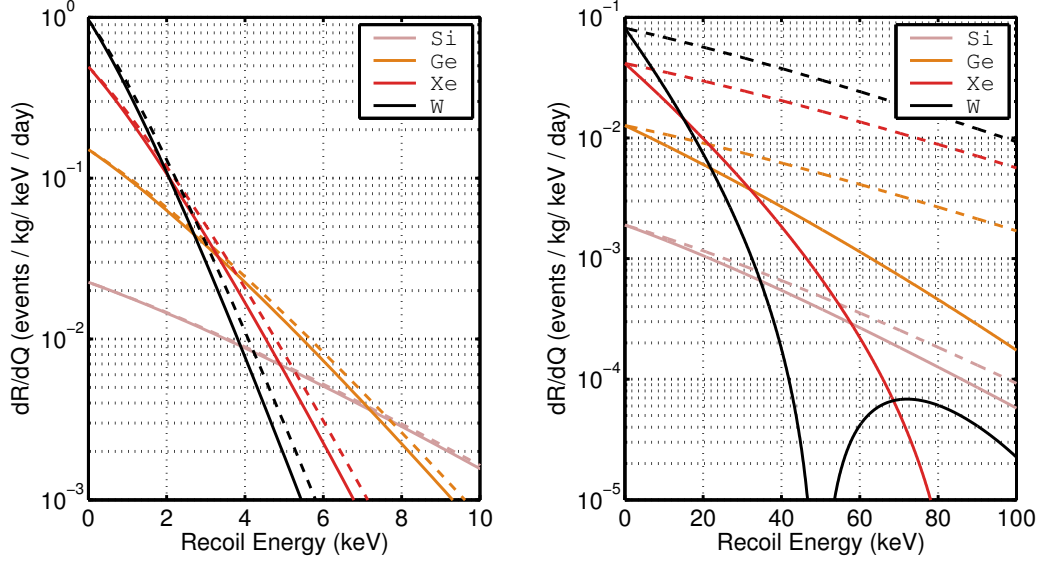 10⁰
10⁻¹
10⁻²
10⁻³
dR/dQ (events / kg/ keV / day)
0 2 4 6 8 10
Recoil Energy (keV)
Si
Ge
Xe
W
10⁻¹
10⁻²
10⁻³
10⁻⁴
10⁻⁵
dR/dQ (events / kg/ keV / day)
0 20 40 60 80 100
Recoil Energy (keV)
Si
Ge
Xe
W